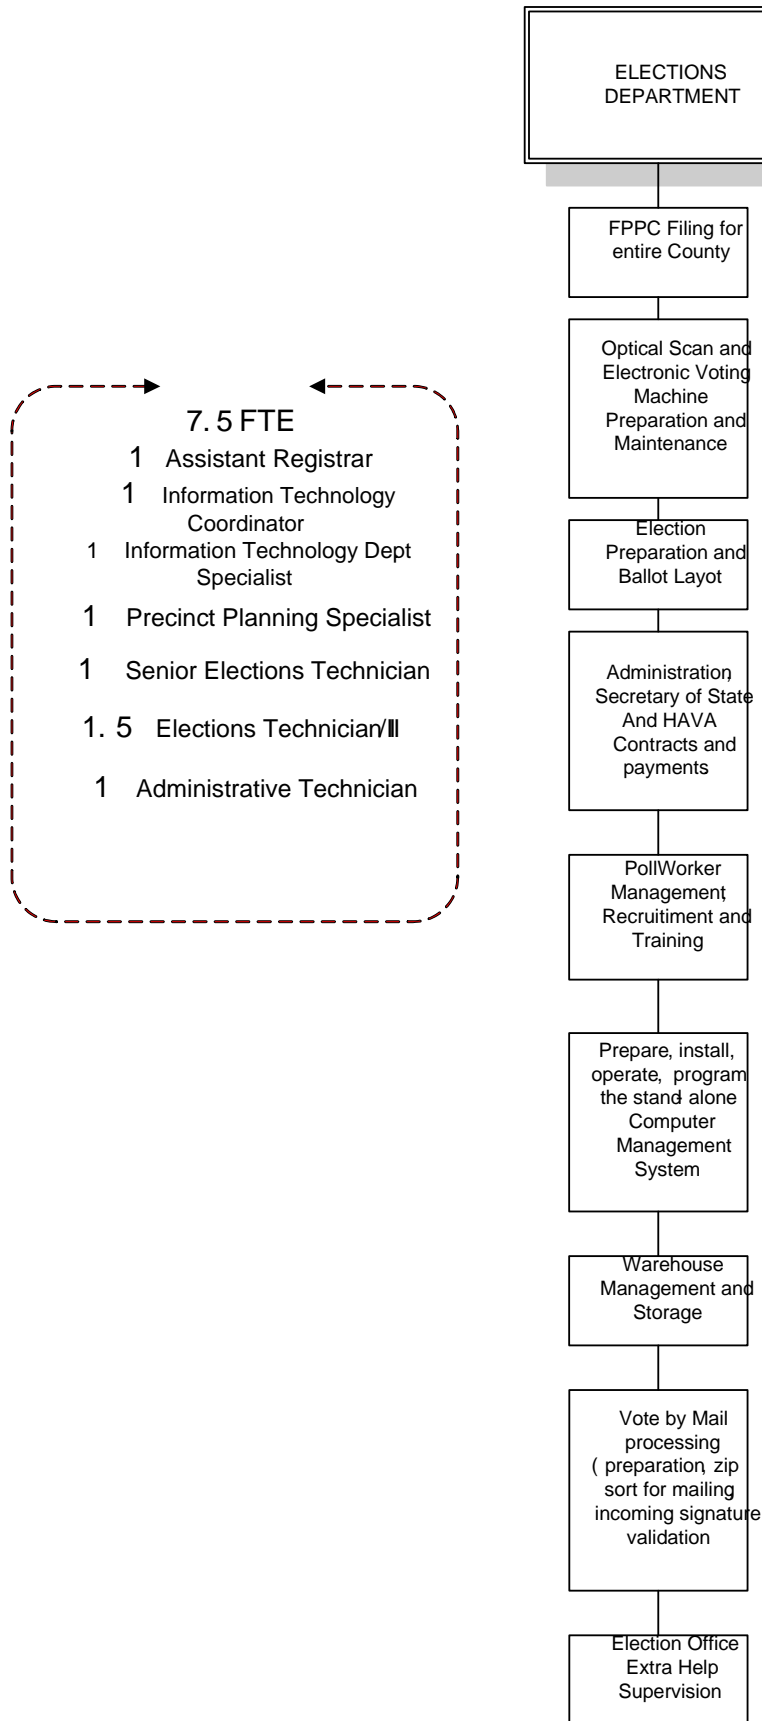 ELECTIONS
DEPARTMENT
FPPC Filing for
entire County
Optical Scan and
Electronic Voting
Machine
Preparation and
Maintenance
7. 5 FTE
1 Assistant Registrar
1 Information Technology
Coordinator
1 Information Technology Dept
Specialist
1 Precinct Planning Specialist
1 Senior Elections Technician
1. 5 Elections Technician/III
1 Administrative Technician
Election
Preparation and
Ballot Layot
Administration,
Secretary of State
And HAVA
Contracts and
payments
PollWorker
Management,
Recruitiment and
Training
Prepare, install,
operate, program
the stand- alone
Computer
Management
System
Warehouse
Management and
Storage
Vote by Mail
processing
( preparation, zip
sort for mailing,
incoming signature
validation
Election Office
Extra Help
Supervision